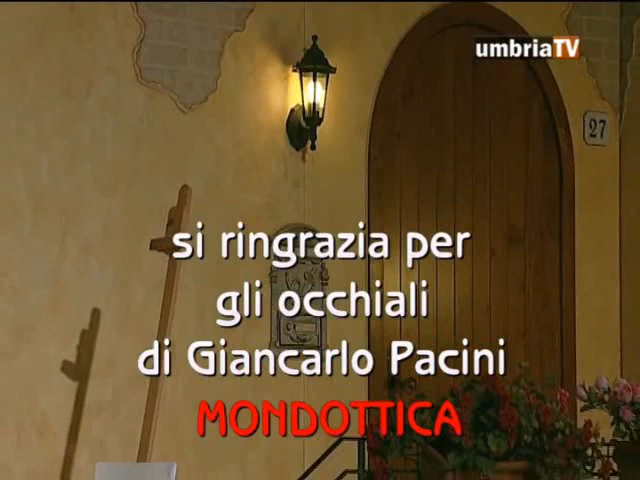 umbriaTV
27
si ringrazia per
gli occhiali
di Giancarlo Pacini
MONDOTTICA